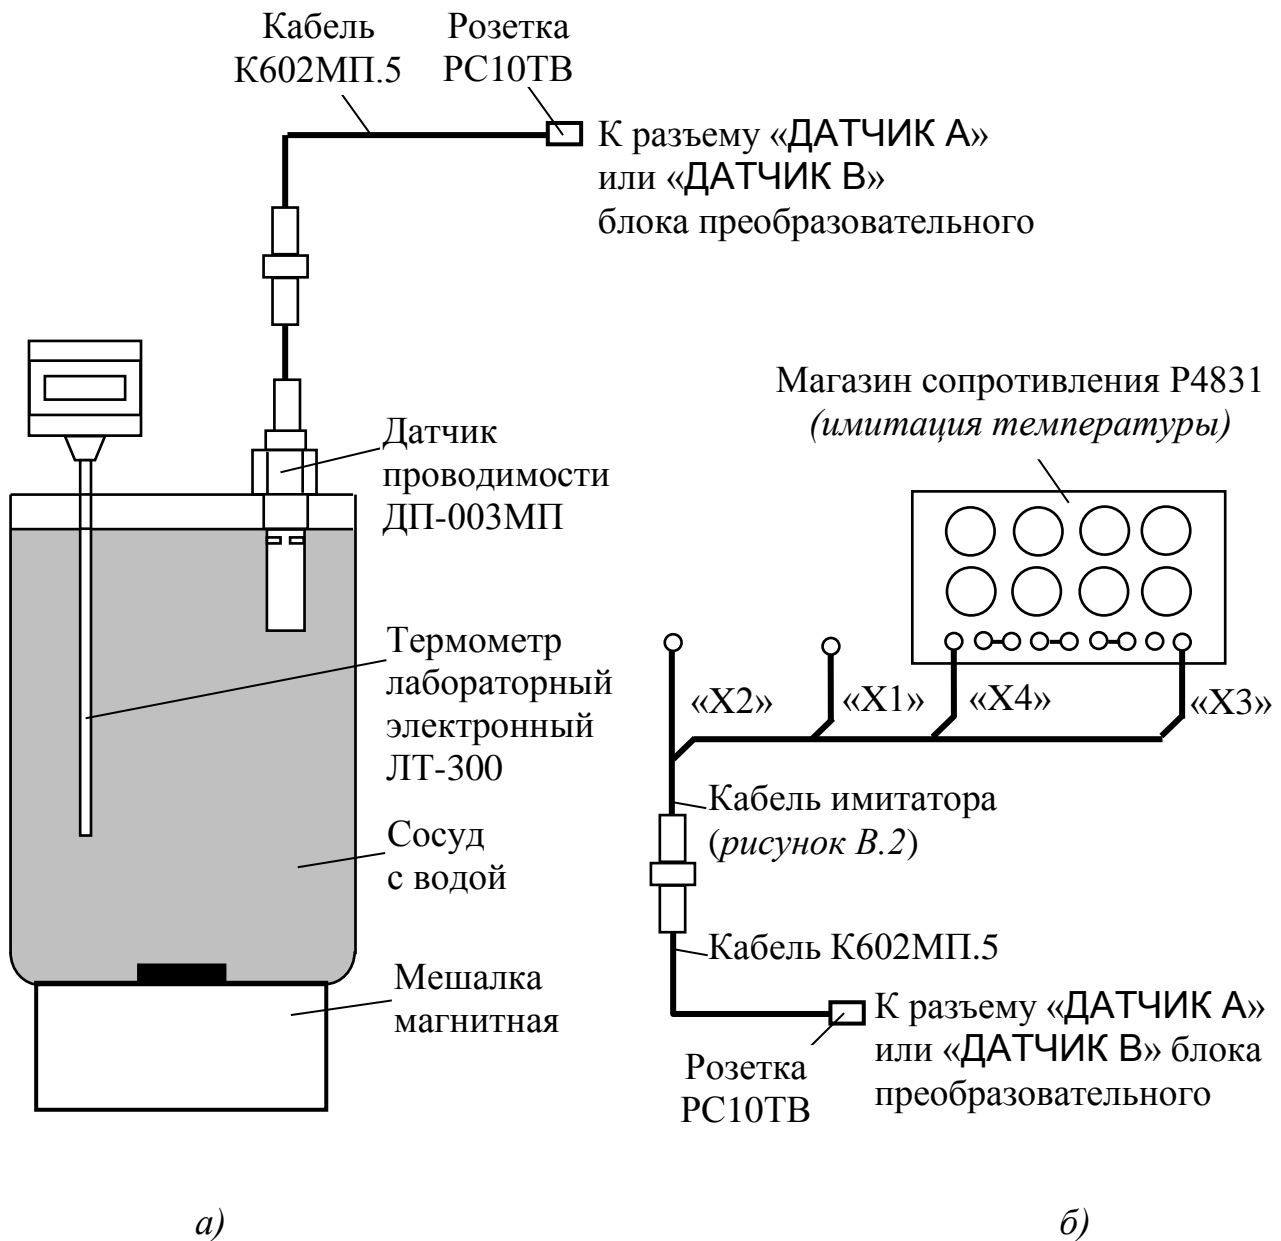 Кабель
К602МП.5
Розетка
РС10ТВ
К разъему «ДАТЧИК А»
или «ДАТЧИК В»
блока преобразовательного
Датчик
проводимости
ДП-003МП
Термометр
лабораторный
электронный
ЛТ-300
Сосуд
с водой
Мешалка
магнитная
а)
Магазин сопротивления Р4831
(имитация температуры)
«Х2»
«Х1»
«Х4»
«Х3»
Кабель имитатора
(рисунок В.2)
Кабель К602МП.5
К разъему «ДАТЧИК А»
или «ДАТЧИК В» блока
преобразовательного
Розетка
РС10ТВ
б)